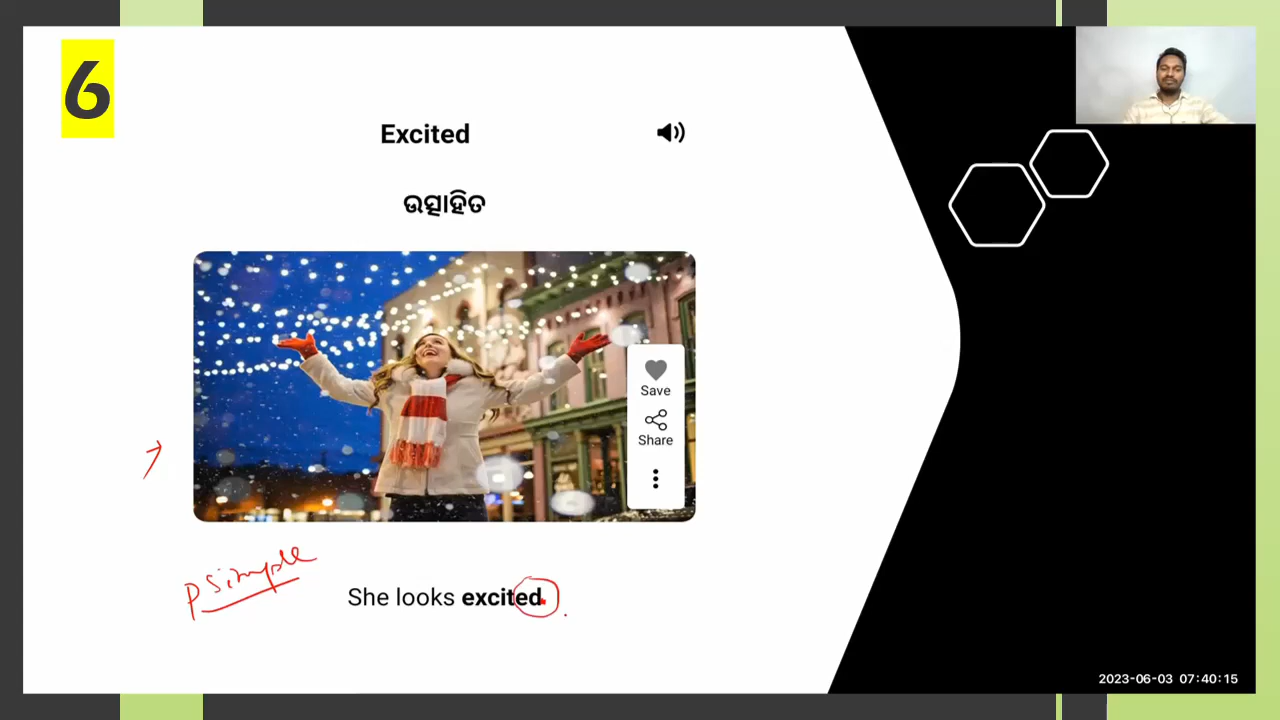 6
Excited
ଉତ୍ସାହିତ
Save
Share
P Simple
She looks excited.
2023-06-03 07:40:15